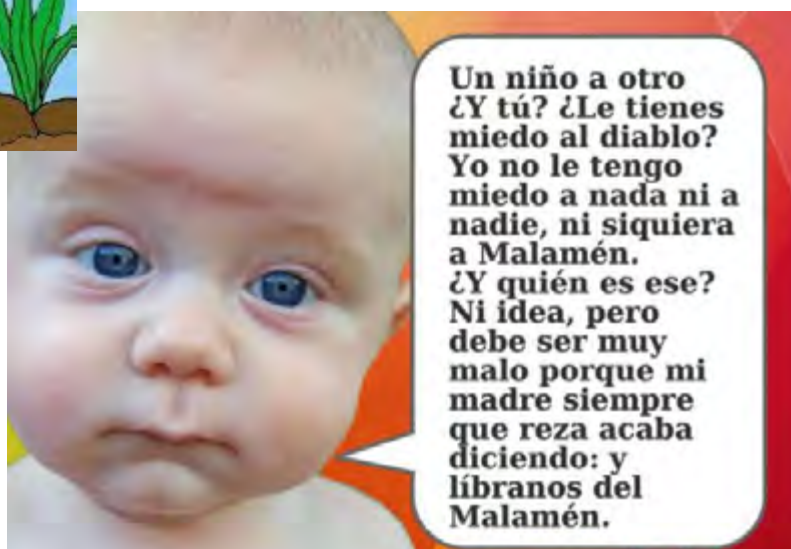 Un niño a otro
¿Y tú? ¿Le tienes
miedo al diablo?
Yo no le tengo
miedo a nada ni a
nadie, ni siquiera
a Malamén.
¿Y quién es ese?
Ni idea, pero
debe ser muy
malo porque mi
madre siempre
que reza acaba
diciendo: y
líbranos del
Malamén.